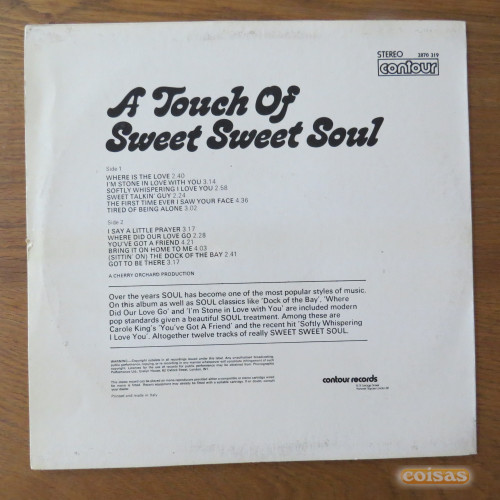 STEREO 2870 319
contour
A Touch Of
Sweet Sweet Soul
Side 1
WHERE IS THE LOVE 2.40
I'M STONE IN LOVE WITH YOU 3.14
SOFTLY WHISPERING I LOVE YOU 2.58
SWEET TALKIN' GUY 2.24
THE FIRST TIME EVER I SAW YOUR FACE 4.36
TIRED OF BEING ALONE 3.02
Side 2
I SAY A LITTLE PRAYER 3.17
WHERE DID OUR LOVE GO 2.28
YOU'VE GOT A FRIEND 4.21
BRING IT ON HOME TO ME 4.03
(SITTIN' ON) THE DOCK OF THE BAY 2.41
GOT TO BE THERE 3.17
A CHERRY ORCHARD PRODUCTION
Over the years SOUL has become one of the most popular styles of music.
On this album as well as SOUL classics like 'Dock of the Bay', 'Where
Did Our Love Go' and 'I'm Stone in Love with You' are included modern
pop standards given a beautiful SOUL treatment. Among these are
Carole King's 'You've Got A Friend' and the recent hit 'Softly Whispering
I Love You'. Altogether twelve tracks of really SWEET SWEET SOUL.
contour records
coisas